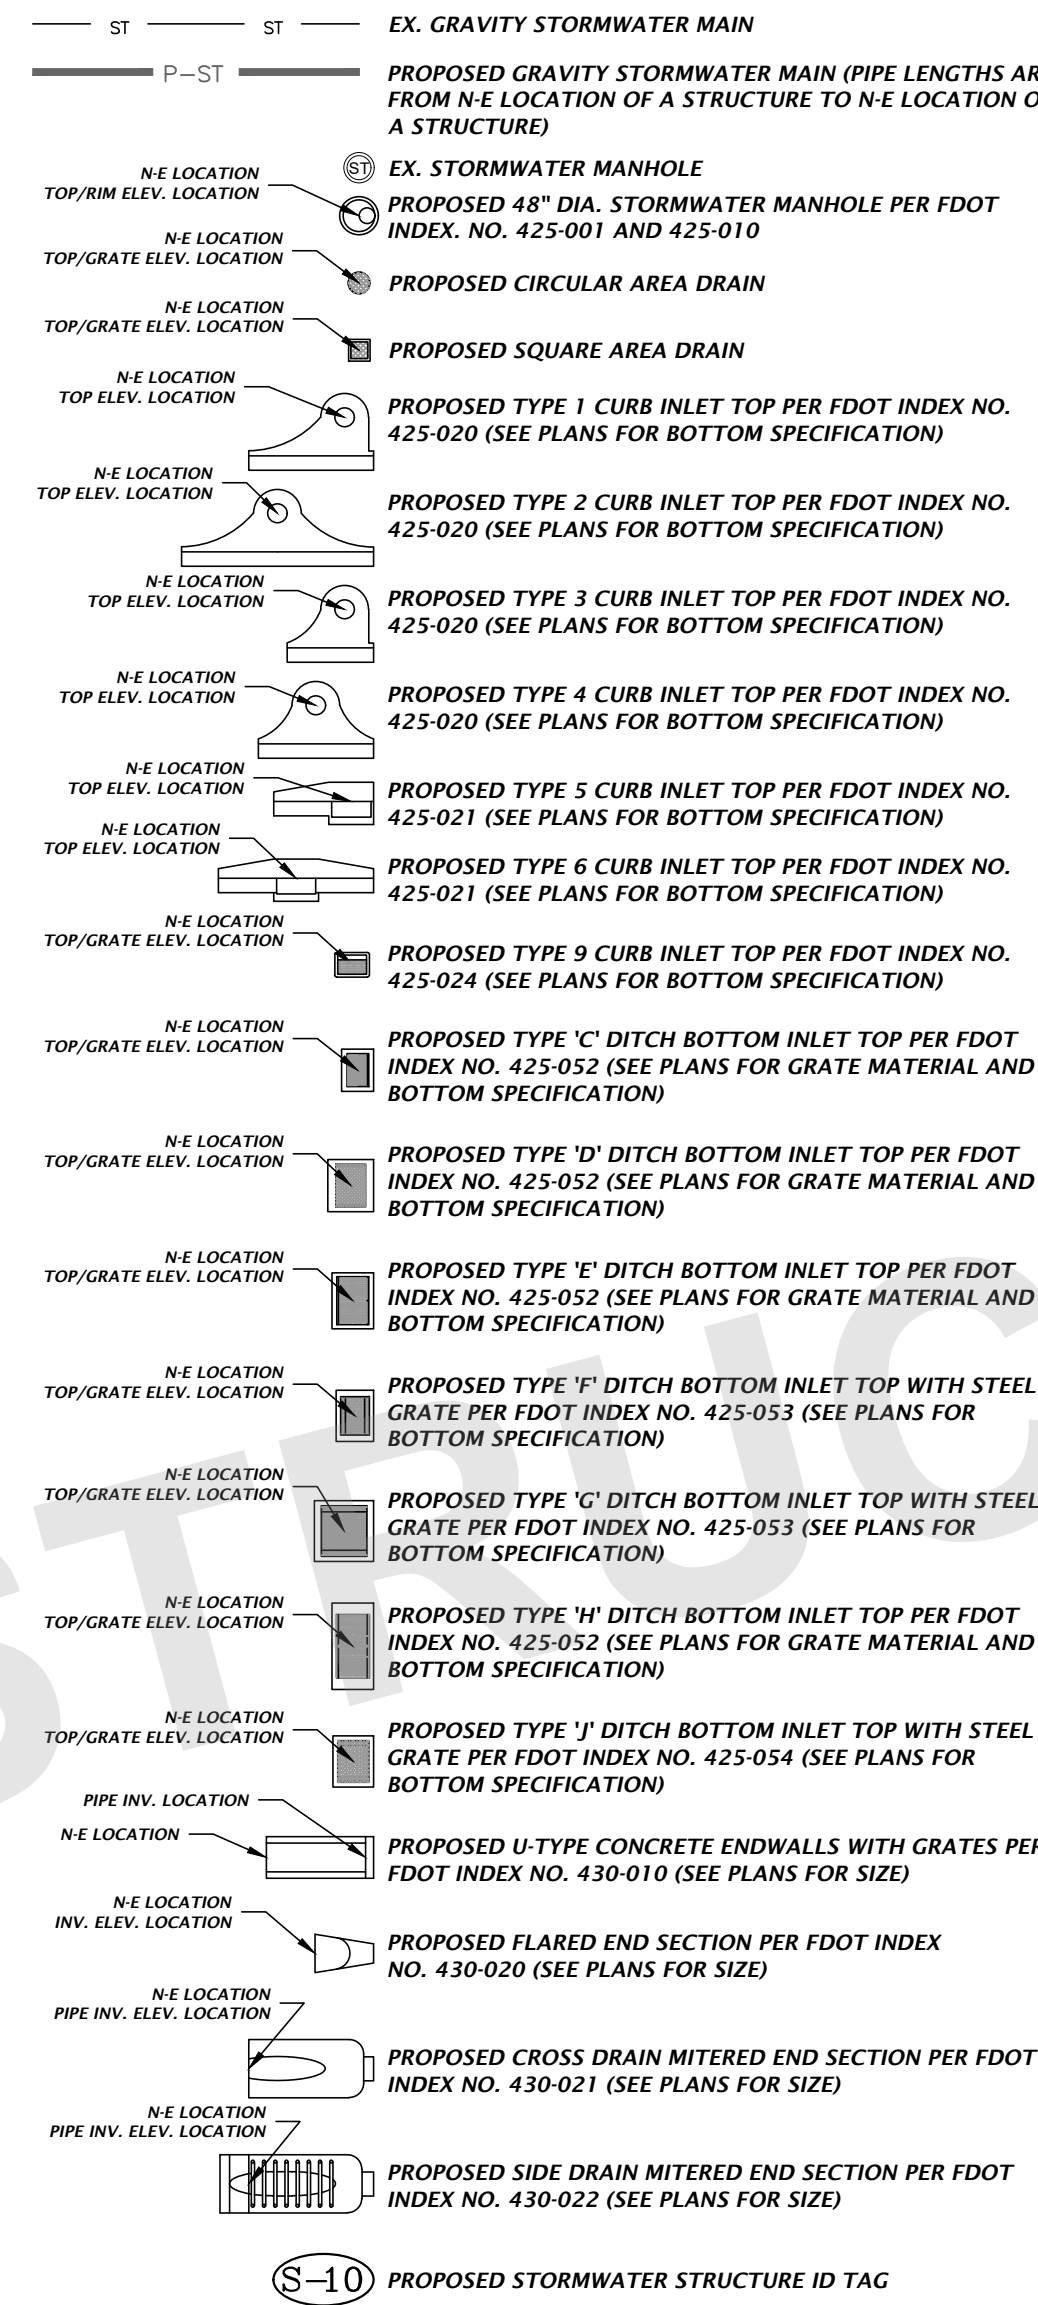 ST ST EX. GRAVITY STORMWATER MAIN
P-ST PROPOSED GRAVITY STORMWATER MAIN (PIPE LENGTHS AR
FROM N-E LOCATION OF A STRUCTURE TO N-E LOCATION O
A STRUCTURE)
ST EX. STORMWATER MANHOLE
N-E LOCATION
TOP/RIM ELEV. LOCATION
PROPOSED 48" DIA. STORMWATER MANHOLE PER FDOT
INDEX. NO. 425-001 AND 425-010
N-E LOCATION
TOP/GRATE ELEV. LOCATION
PROPOSED CIRCULAR AREA DRAIN
N-E LOCATION
TOP/GRATE ELEV. LOCATION
PROPOSED SQUARE AREA DRAIN
N-E LOCATION
TOP ELEV. LOCATION
PROPOSED TYPE 1 CURB INLET TOP PER FDOT INDEX NO.
425-020 (SEE PLANS FOR BOTTOM SPECIFICATION)
N-E LOCATION
TOP ELEV. LOCATION
PROPOSED TYPE 2 CURB INLET TOP PER FDOT INDEX NO.
425-020 (SEE PLANS FOR BOTTOM SPECIFICATION)
N-E LOCATION
TOP ELEV. LOCATION
PROPOSED TYPE 3 CURB INLET TOP PER FDOT INDEX NO.
425-020 (SEE PLANS FOR BOTTOM SPECIFICATION)
N-E LOCATION
TOP ELEV. LOCATION
PROPOSED TYPE 4 CURB INLET TOP PER FDOT INDEX NO.
425-020 (SEE PLANS FOR BOTTOM SPECIFICATION)
N-E LOCATION
TOP ELEV. LOCATION
PROPOSED TYPE 5 CURB INLET TOP PER FDOT INDEX NO.
425-021 (SEE PLANS FOR BOTTOM SPECIFICATION)
N-E LOCATION
TOP ELEV. LOCATION
PROPOSED TYPE 6 CURB INLET TOP PER FDOT INDEX NO.
425-021 (SEE PLANS FOR BOTTOM SPECIFICATION)
N-E LOCATION
TOP/GRATE ELEV. LOCATION
PROPOSED TYPE 9 CURB INLET TOP PER FDOT INDEX NO.
425-024 (SEE PLANS FOR BOTTOM SPECIFICATION)
N-E LOCATION
TOP/GRATE ELEV. LOCATION
PROPOSED TYPE 'C' DITCH BOTTOM INLET TOP PER FDOT
INDEX NO. 425-052 (SEE PLANS FOR GRATE MATERIAL AND
BOTTOM SPECIFICATION)
N-E LOCATION
TOP/GRATE ELEV. LOCATION
PROPOSED TYPE 'D' DITCH BOTTOM INLET TOP PER FDOT
INDEX NO. 425-052 (SEE PLANS FOR GRATE MATERIAL AND
BOTTOM SPECIFICATION)
N-E LOCATION
TOP/GRATE ELEV. LOCATION
PROPOSED TYPE 'E' DITCH BOTTOM INLET TOP PER FDOT
INDEX NO. 425-052 (SEE PLANS FOR GRATE MATERIAL AND
BOTTOM SPECIFICATION)
N-E LOCATION
TOP/GRATE ELEV. LOCATION
PROPOSED TYPE 'F' DITCH BOTTOM INLET TOP WITH STEEL
GRATE PER FDOT INDEX NO. 425-053 (SEE PLANS FOR
BOTTOM SPECIFICATION)
N-E LOCATION
TOP/GRATE ELEV. LOCATION
PROPOSED TYPE 'G' DITCH BOTTOM INLET TOP WITH STEEL
GRATE PER FDOT INDEX NO. 425-053 (SEE PLANS FOR
BOTTOM SPECIFICATION)
N-E LOCATION
TOP/GRATE ELEV. LOCATION
PROPOSED TYPE 'H' DITCH BOTTOM INLET TOP PER FDOT
INDEX NO. 425-052 (SEE PLANS FOR GRATE MATERIAL AND
BOTTOM SPECIFICATION)
N-E LOCATION
TOP/GRATE ELEV. LOCATION
PROPOSED TYPE 'J' DITCH BOTTOM INLET TOP WITH STEEL
GRATE PER FDOT INDEX NO. 425-054 (SEE PLANS FOR
BOTTOM SPECIFICATION)
PIPE INV. LOCATION
N-E LOCATION
PROPOSED U-TYPE CONCRETE ENDWALLS WITH GRATES PER
FDOT INDEX NO. 430-010 (SEE PLANS FOR SIZE)
N-E LOCATION
INV. ELEV. LOCATION
PROPOSED FLARED END SECTION PER FDOT INDEX
NO. 430-020 (SEE PLANS FOR SIZE)
N-E LOCATION
PIPE INV. ELEV. LOCATION
PROPOSED CROSS DRAIN MITERED END SECTION PER FDOT
INDEX NO. 430-021 (SEE PLANS FOR SIZE)
N-E LOCATION
PIPE INV. ELEV. LOCATION
PROPOSED SIDE DRAIN MITERED END SECTION PER FDOT
INDEX NO. 430-022 (SEE PLANS FOR SIZE)
S-10 PROPOSED STORMWATER STRUCTURE ID TAG
STRUC